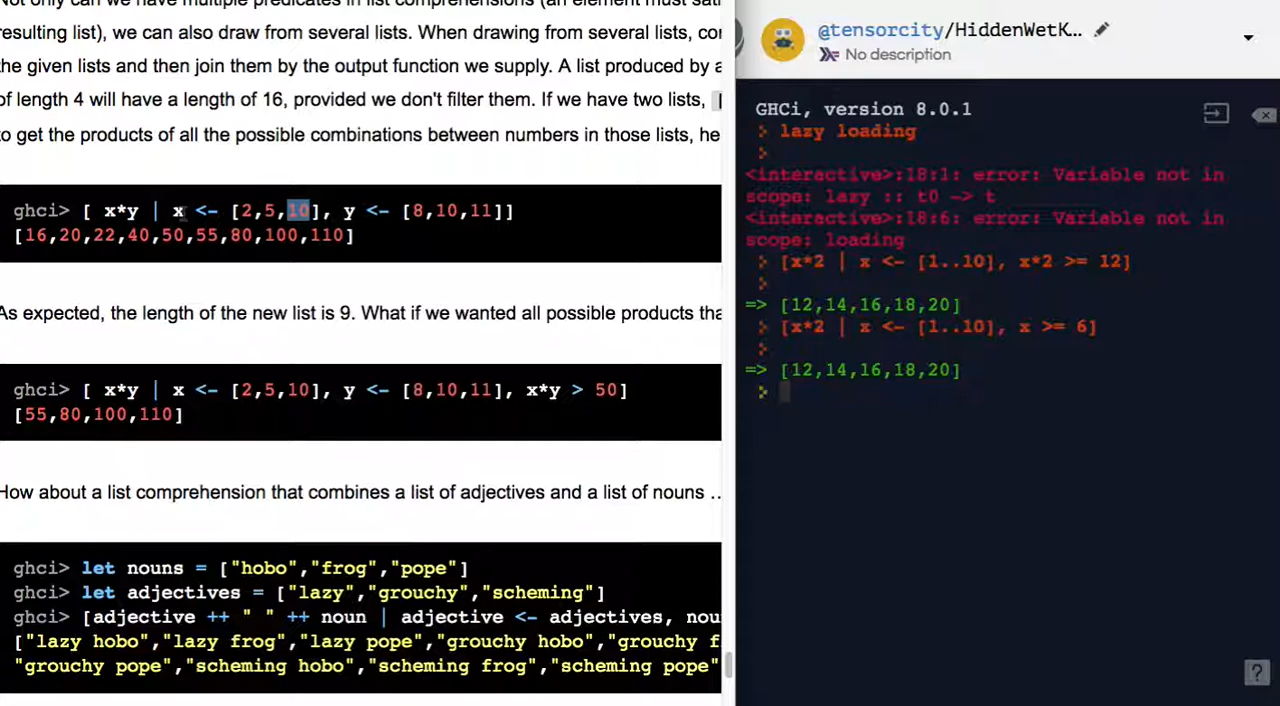 Not only can we have multiple predicates in list comprehensions (an element must sati
resulting list), we can also draw from several lists. When drawing from several lists, co
the given lists and then join them by the output function we supply. A list produced by a
of length 4 will have a length of 16, provided we don't filter them. If we have two lists,
to get the products of all the possible combinations between numbers in those lists, he
ghci> [ x*y | x <- [2,5,10], y <- [8,10,11]]
[16,20,22,40,50,55,80,100,110]
As expected, the length of the new list is 9. What if we wanted all possible products tha
ghci> [ x*y | x <- [2,5,10], y <- [8,10,11], x*y > 50]
[55,80,100,110]
How about a list comprehension that combines a list of adjectives and a list of nouns ..
ghci> let nouns = ["hobo","frog","pope"]
ghci> let adjectives = ["lazy","grouchy","scheming"]
ghci> [adjective ++ " " ++ noun | adjective <- adjectives, nou
["lazy hobo","lazy frog","lazy pope","grouchy hobo","grouchy f
"grouchy pope","scheming hobo","scheming frog","scheming pope"
@tensorcity/HiddenWetK...
No description
GHCi, version 8.0.1
> lazy loading
>
<interactive>:18:1: error: Variable not in
scope: lazy :: t0 -> t
<interactive>:18:6: error: Variable not in
scope: loading
> [x*2 | x <- [1..10], x*2 >= 12]
>
=> [12,14,16,18,20]
> [x*2 | x <- [1..10], x >= 6]
>
=> [12,14,16,18,20]
>
?